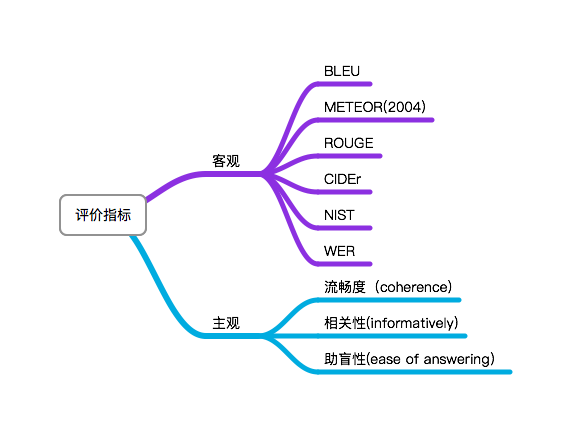 评价指标
客观
BLEU
METEOR(2004)
ROUGE
CIDEr
NIST
WER
主观
流畅度（coherence）
相关性(informatively)
助盲性(ease of answering)